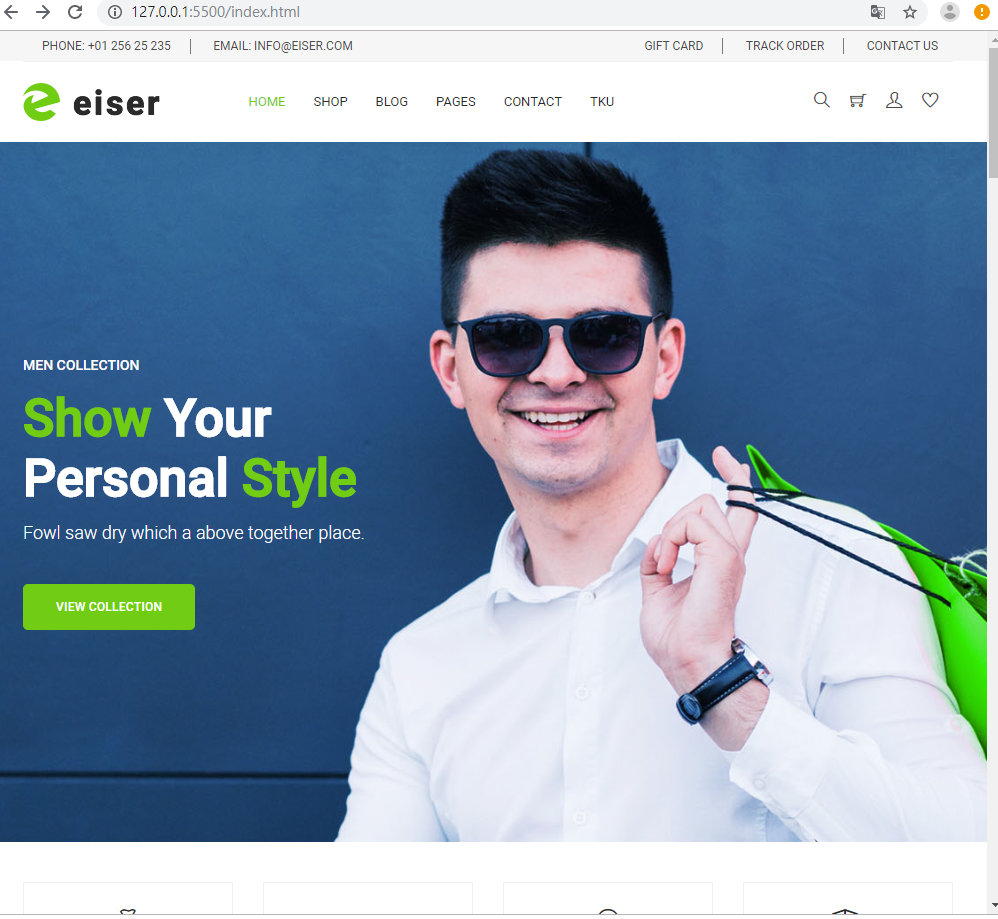 127.0.0.1:5500/index.html
PHONE: +01 256 25 235 EMAIL: INFO@EISER.COM GIFT CARD TRACK ORDER CONTACT US
eiser HOME SHOP BLOG PAGES CONTACT TKU
MEN COLLECTION
Show Your
Personal Style
Fowl saw dry which a above together place.
VIEW COLLECTION